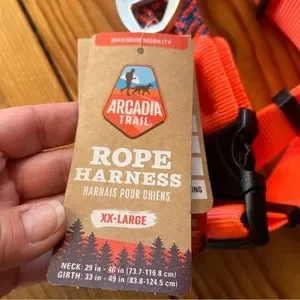 MAXIMUM MOBILITY
ARCADIA
TRAIL
ROPE
HARNESS
HARNAIS POUR CHIENS
XX-LARGE
NECK: 29 in - 46 in (73.7-116.8 cm)
GIRTH: 33 in - 49 in (83.8-124.5 cm)